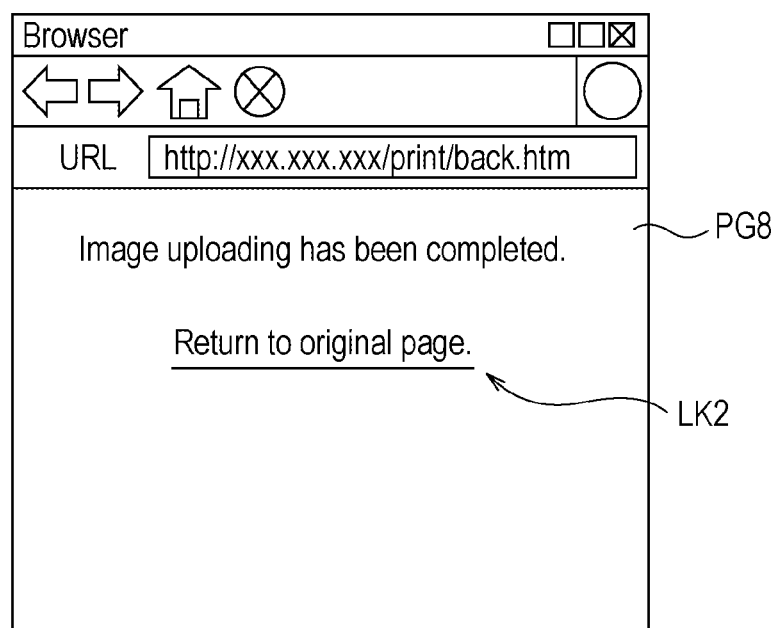 Browser
URL http://xxx.xxx.xxx/print/back.htm
PG8
Image uploading has been completed.
Return to original page.
LK2